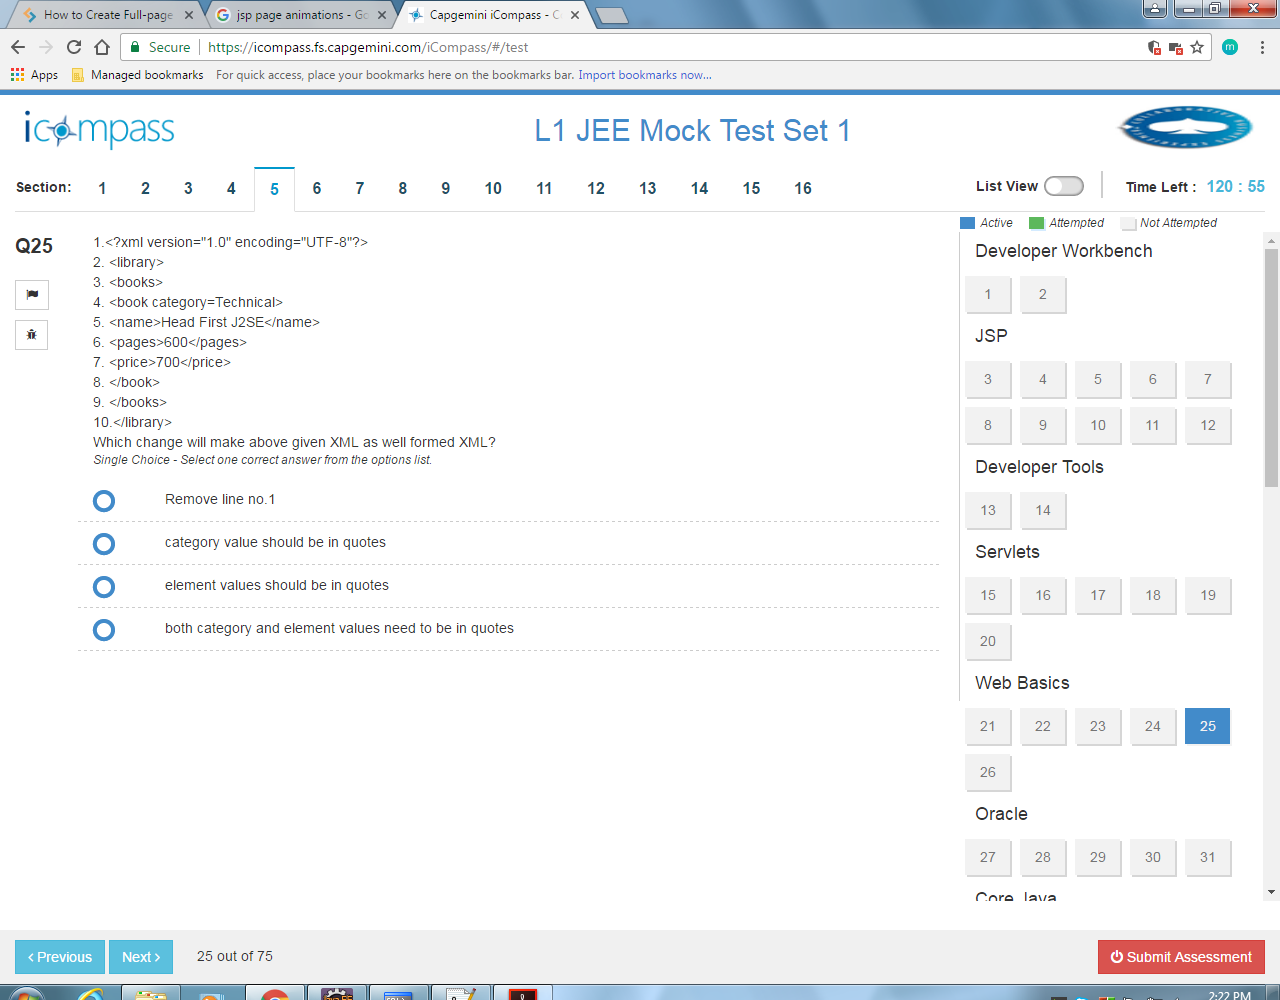 How to Create Full-page
jsp page animations - Go
Capgemini iCompass - C
Secure
https://icompass.fs.capgemini.com/iCompass/#/test
m
Apps
Managed bookmarks
For quick access, place your bookmarks here on the bookmarks bar. Import bookmarks now...
icompass
L1 JEE Mock Test Set 1
Section: 1 2 3 4 5 6 7 8 9 10 11 12 13 14 15 16
List View
Time Left : 120 : 55
Active Attempted Not Attempted
Q25
1.<?xml version="1.0" encoding="UTF-8"?>
2. <library>
3. <books>
4. <book category=Technical>
5. <name>Head First J2SE</name>
6. <pages>600</pages>
7. <price>700</price>
8. </book>
9. </books>
10.</library>
Which change will make above given XML as well formed XML?
Single Choice - Select one correct answer from the options list.
Remove line no.1
category value should be in quotes
element values should be in quotes
both category and element values need to be in quotes
Developer Workbench
1 2
JSP
3 4 5 6 7
8 9 10 11 12
Developer Tools
13 14
Servlets
15 16 17 18 19
20
Web Basics
21 22 23 24 25
26
Oracle
27 28 29 30 31
Core Java
Previous
Next
25 out of 75
Submit Assessment
2:22 PM